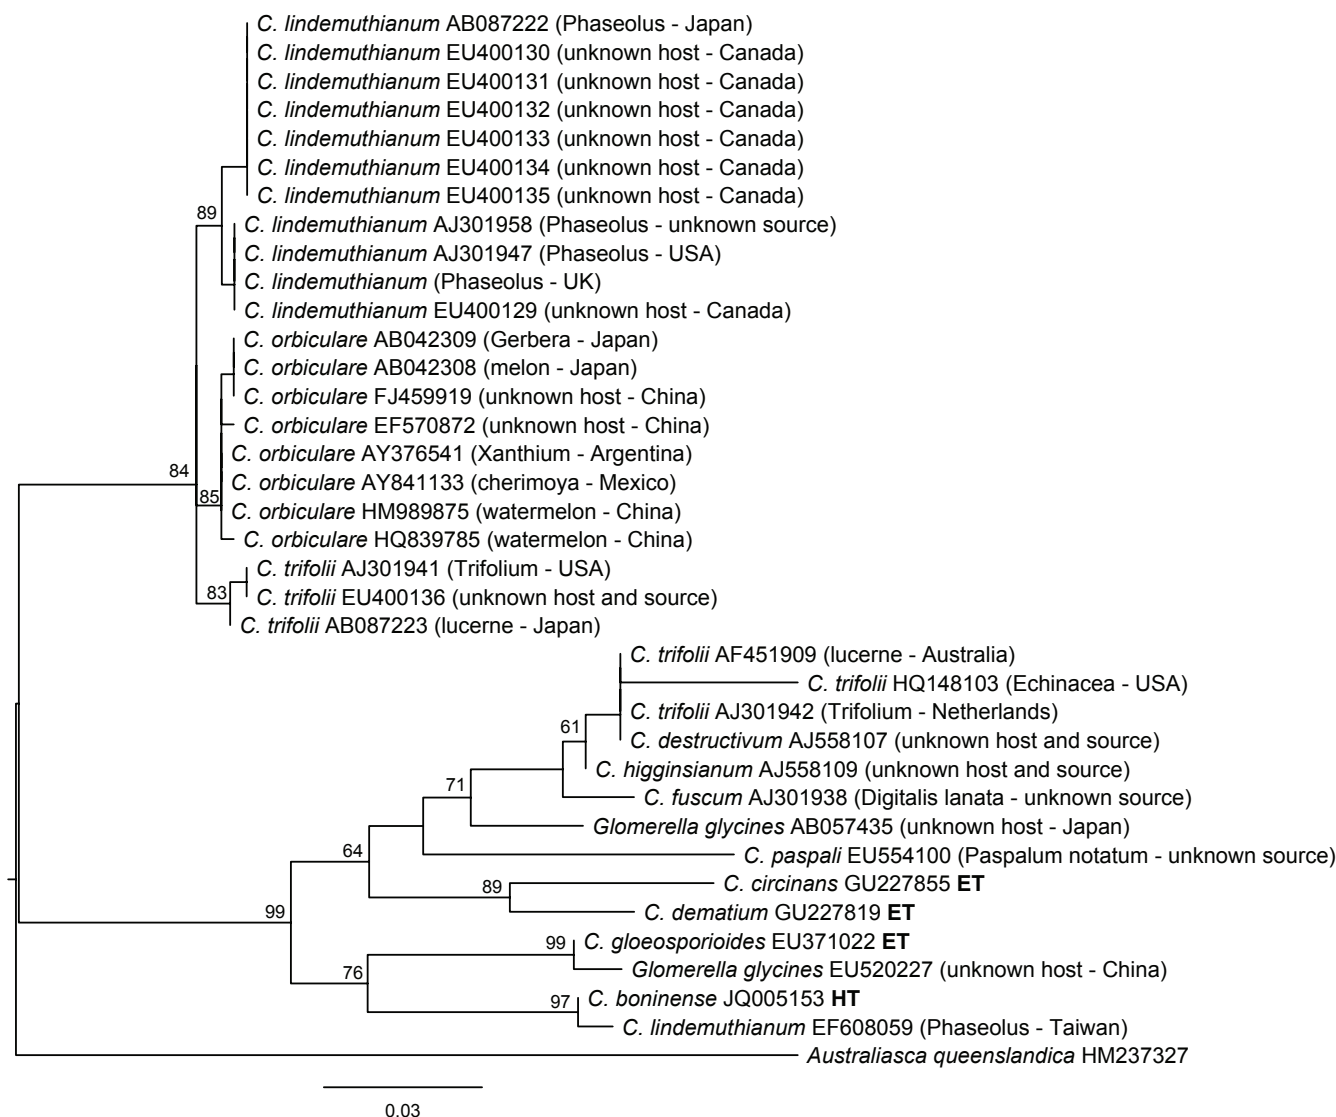 C. lindemuthianum AB087222 (Phaseolus - Japan)
C. lindemuthianum EU400130 (unknown host - Canada)
C. lindemuthianum EU400131 (unknown host - Canada)
C. lindemuthianum EU400132 (unknown host - Canada)
C. lindemuthianum EU400133 (unknown host - Canada)
C. lindemuthianum EU400134 (unknown host - Canada)
C. lindemuthianum EU400135 (unknown host - Canada)
89
C. lindemuthianum AJ301958 (Phaseolus - unknown source)
C. lindemuthianum AJ301947 (Phaseolus - USA)
C. lindemuthianum (Phaseolus - UK)
C. lindemuthianum EU400129 (unknown host - Canada)
C. orbiculare AB042309 (Gerbera - Japan)
C. orbiculare AB042308 (melon - Japan)
C. orbiculare FJ459919 (unknown host - China)
C. orbiculare EF570872 (unknown host - China)
C. orbiculare AY376541 (Xanthium - Argentina)
84
C. orbiculare AY841133 (cherimoya - Mexico)
85
C. orbiculare HM989875 (watermelon - China)
C. orbiculare HQ839785 (watermelon - China)
C. trifolii AJ301941 (Trifolium - USA)
83
C. trifolii EU400136 (unknown host and source)
C. trifolii AB087223 (lucerne - Japan)
C. trifolii AF451909 (lucerne - Australia)
C. trifolii HQ148103 (Echinacea - USA)
C. trifolii AJ301942 (Trifolium - Netherlands)
61
C. destructivum AJ558107 (unknown host and source)
C. higginsianum AJ558109 (unknown host and source)
71
C. fuscum AJ301938 (Digitalis lanata - unknown source)
Glomerella glycines AB057435 (unknown host - Japan)
64
C. paspali EU554100 (Paspalum notatum - unknown source)
89
C. circinans GU227855 ET
99
C. dematium GU227819 ET
99
C. gloeosporioides EU371022 ET
76
Glomerella glycines EU520227 (unknown host - China)
97
C. boninense JQ005153 HT
C. lindemuthianum EF608059 (Phaseolus - Taiwan)
Australiasca queenslandica HM237327
0.03